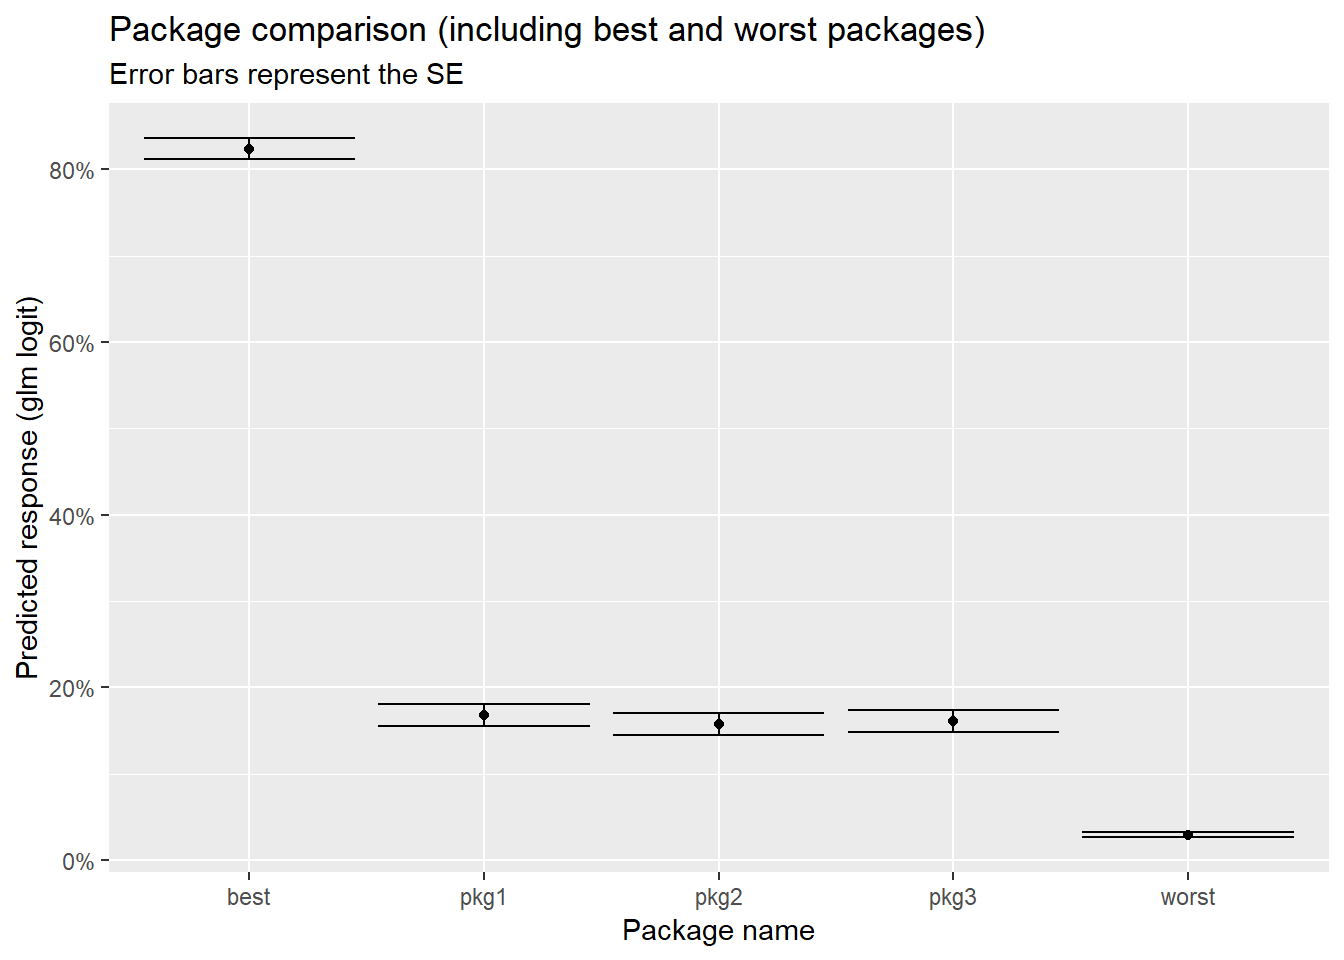 Package comparison (including best and worst packages)
Error bars represent the SE
Predicted response (glm logit)
80%
60%
40%
20%
0%
best pkg1 pkg2 pkg3 worst
Package name